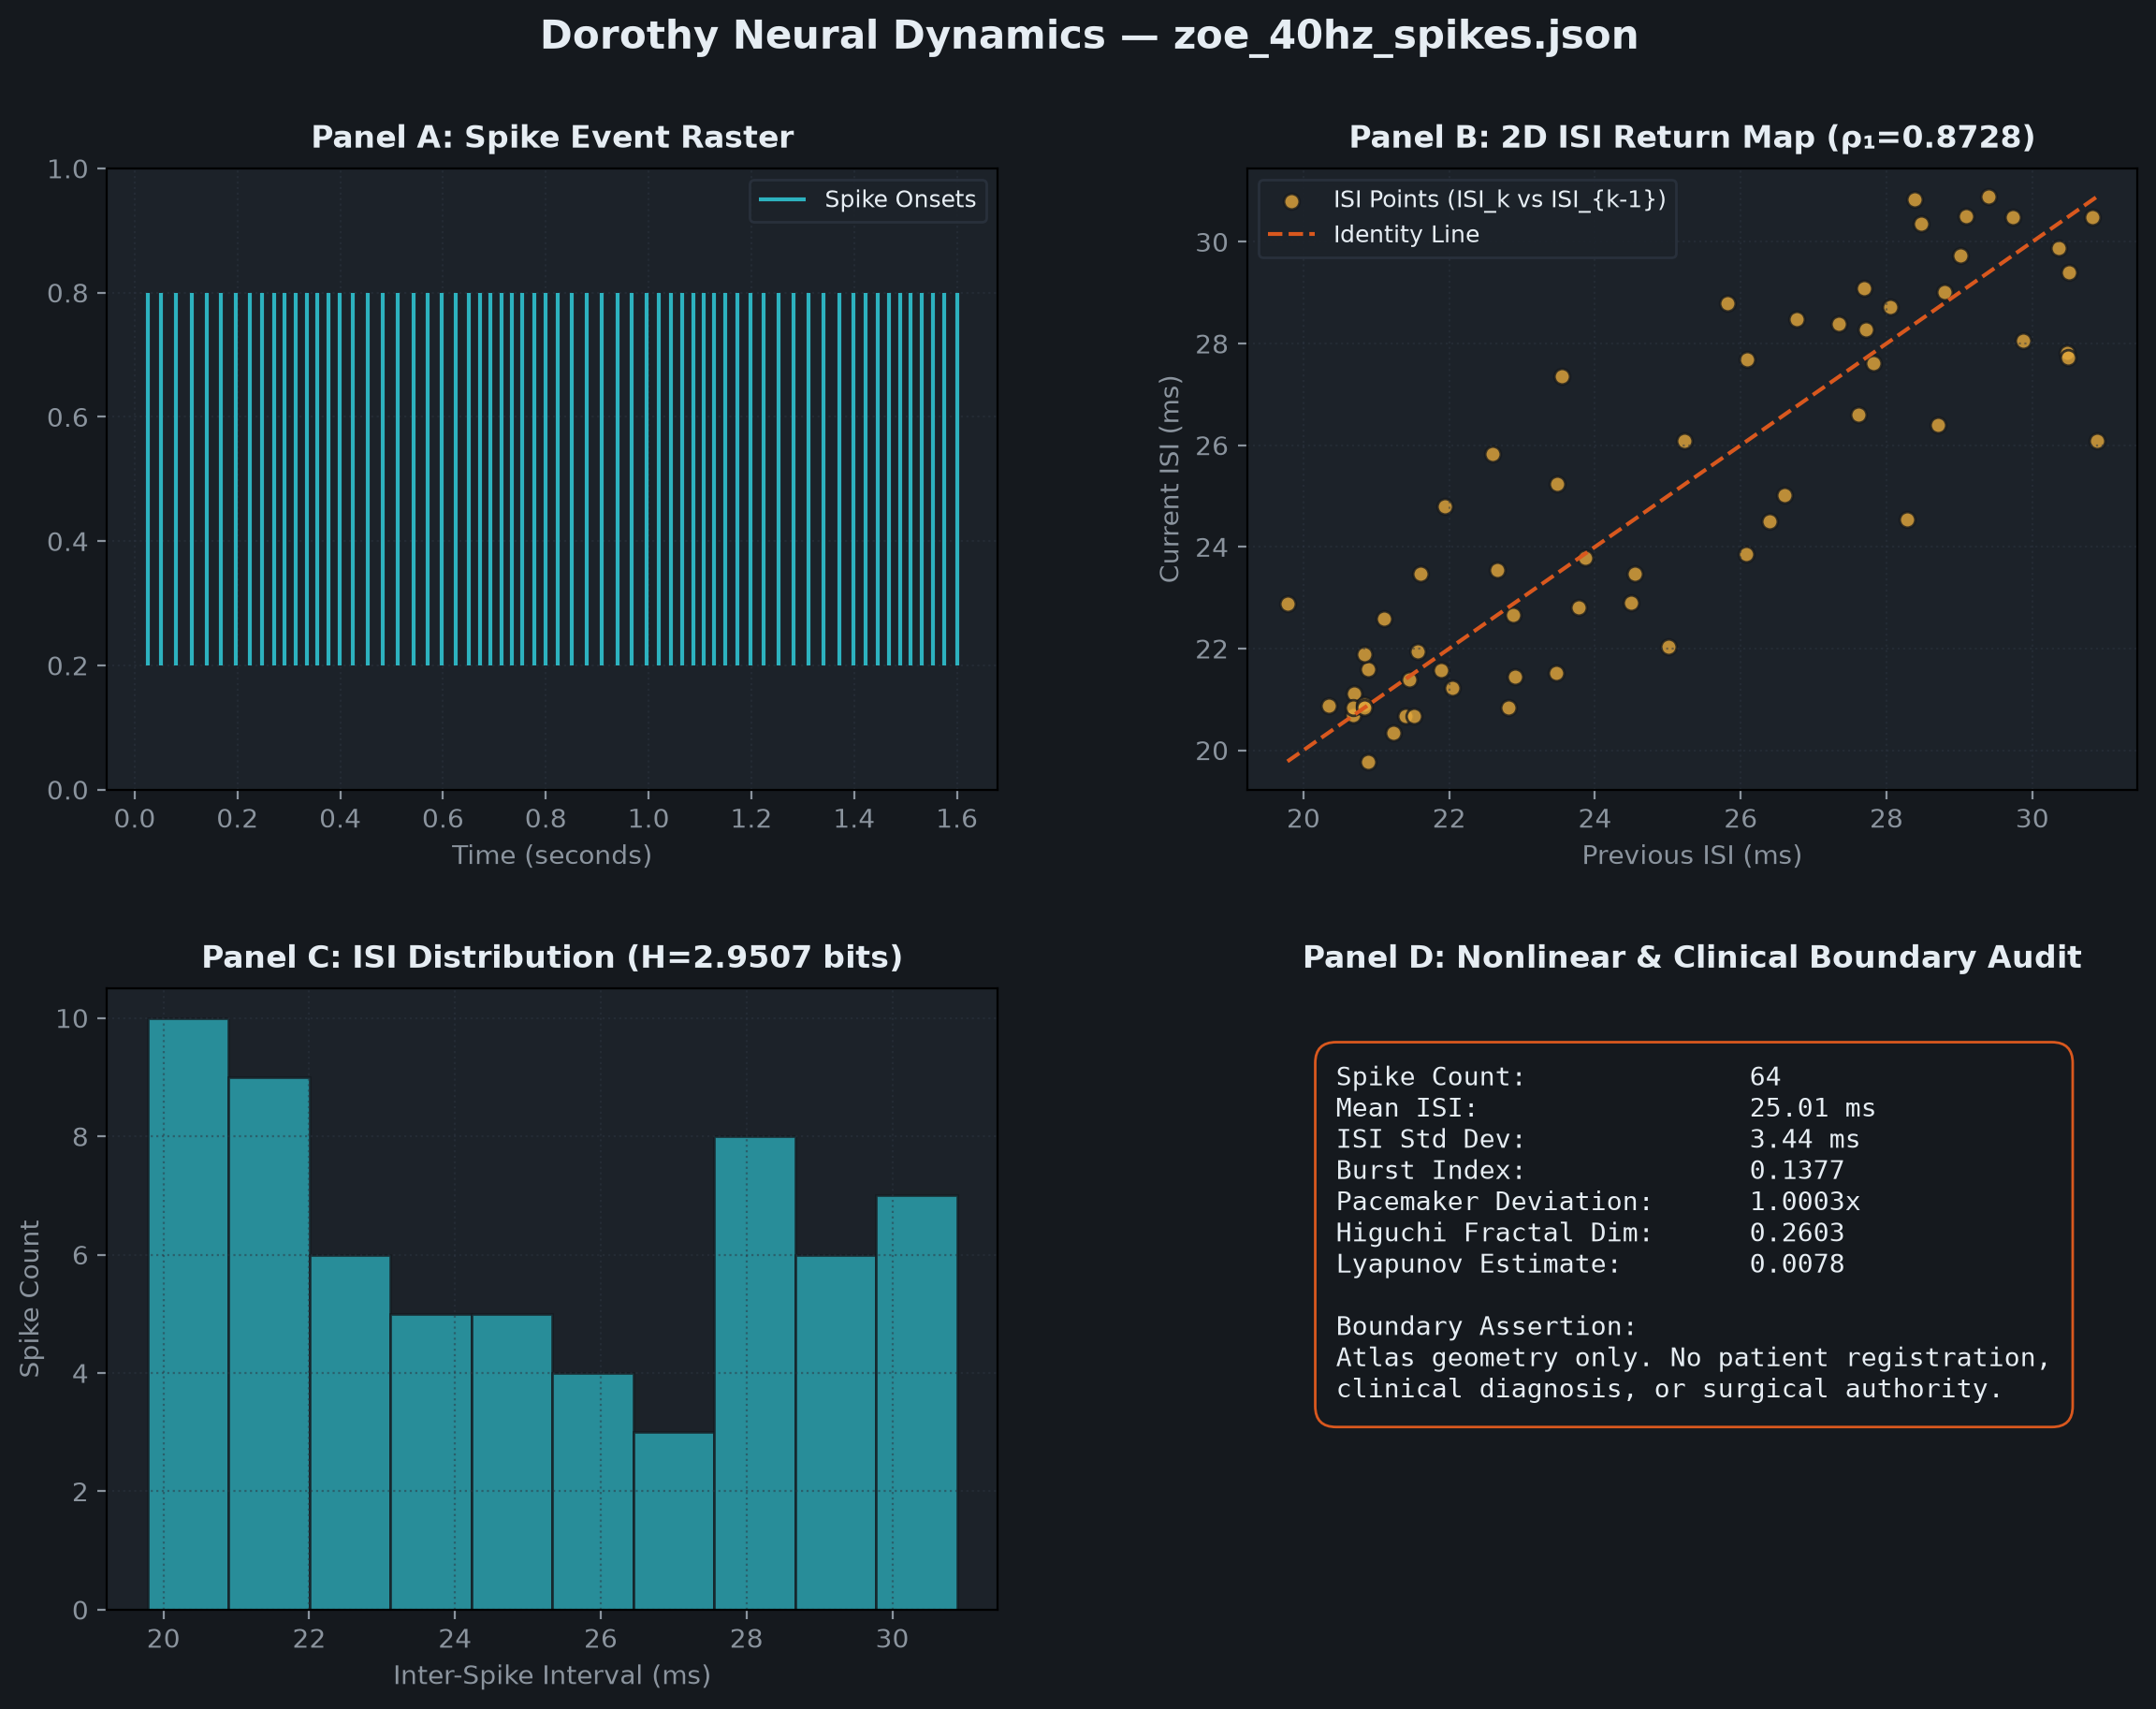 Dorothy Neural Dynamics — zoe_40hz_spikes.json
Panel A: Spike Event Raster
1.0
0.8
0.6
0.4
0.2
0.0
Spike Onsets
0.0 0.2 0.4 0.6 0.8 1.0 1.2 1.4 1.6
Time (seconds)
Panel B: 2D ISI Return Map (ρ₁=0.8728)
ISI Points (ISI_k vs ISI_{k-1})
Identity Line
Current ISI (ms)
30
28
26
24
22
20
20 22 24 26 28 30
Previous ISI (ms)
Panel C: ISI Distribution (H=2.9507 bits)
Spike Count
10
8
6
4
2
0
20 22 24 26 28 30
Inter-Spike Interval (ms)
Panel D: Nonlinear & Clinical Boundary Audit
Spike Count: 64
Mean ISI: 25.01 ms
ISI Std Dev: 3.44 ms
Burst Index: 0.1377
Pacemaker Deviation: 1.0003x
Higuchi Fractal Dim: 0.2603
Lyapunov Estimate: 0.0078
Boundary Assertion:
Atlas geometry only. No patient registration,
clinical diagnosis, or surgical authority.